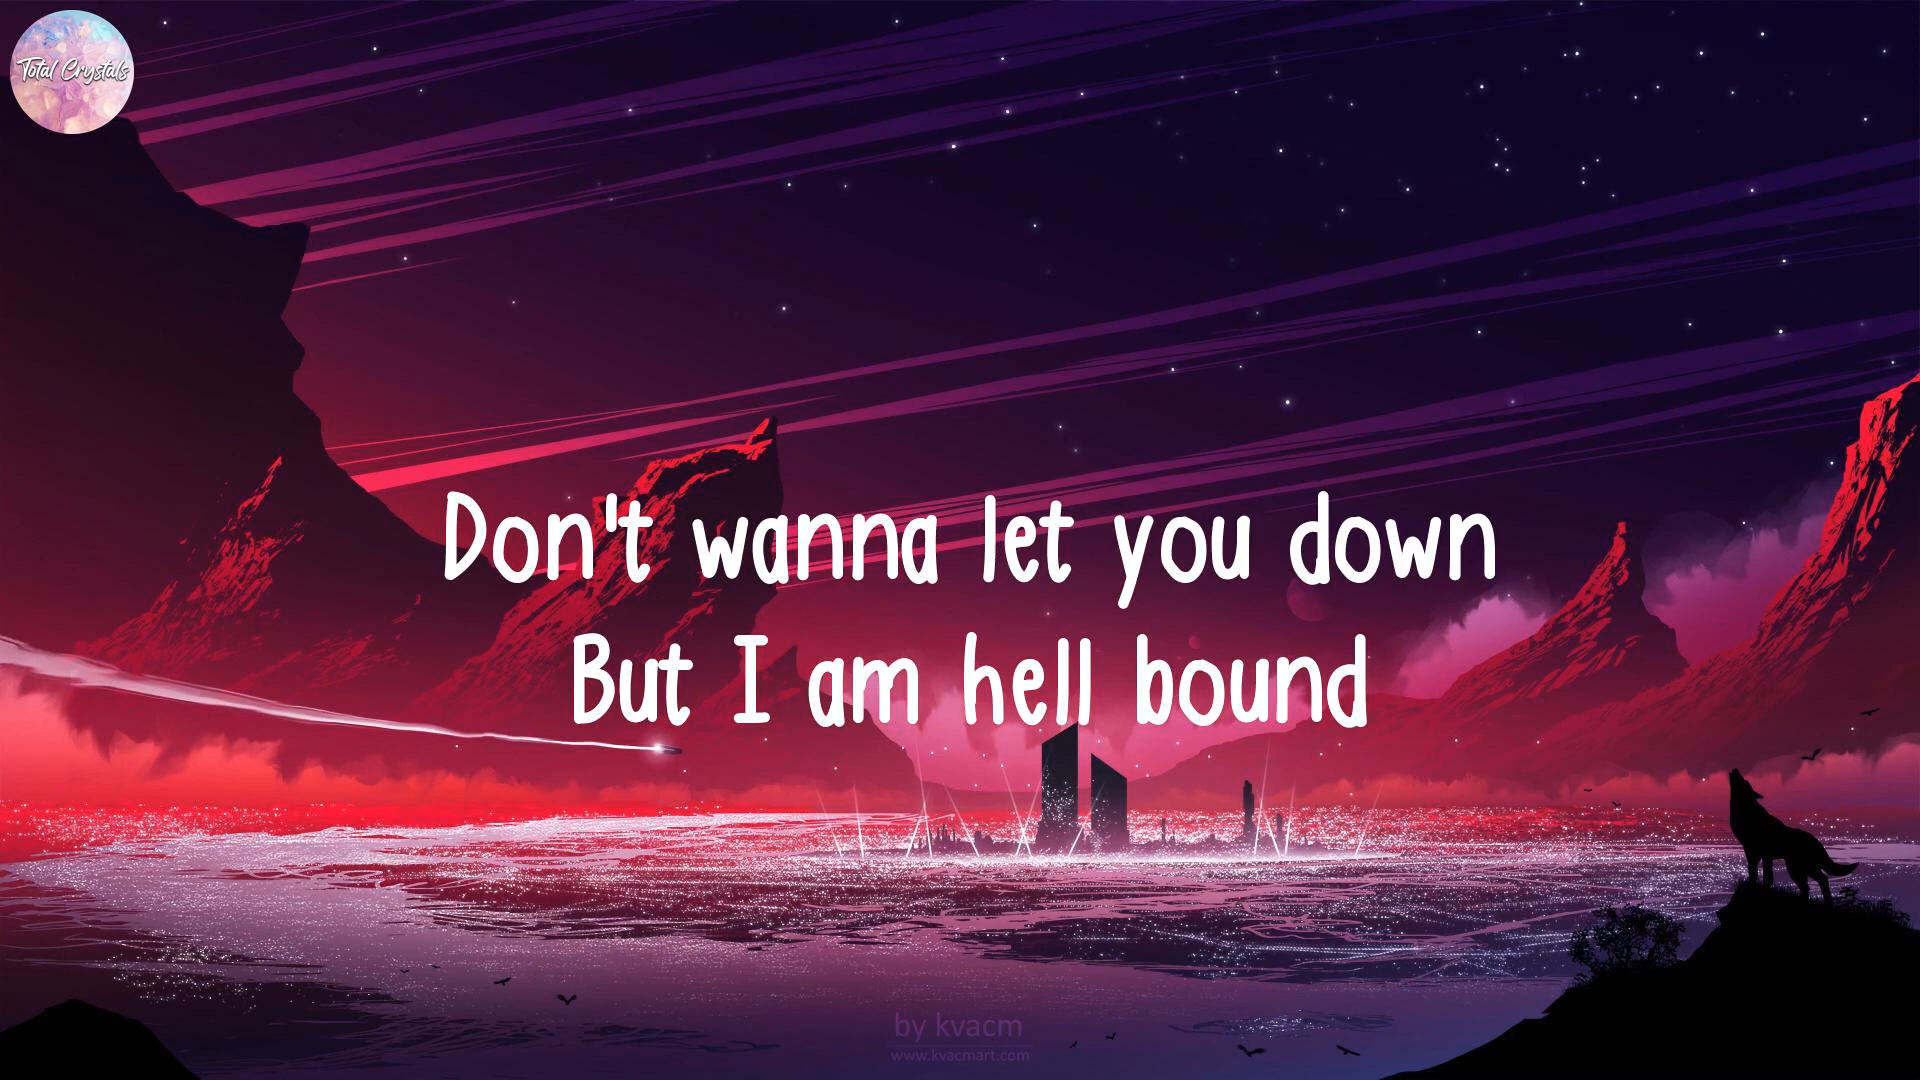 Total Crystals
Don't wanna let you down
But I am hell bound
by kvacm
www.kvacmart.com